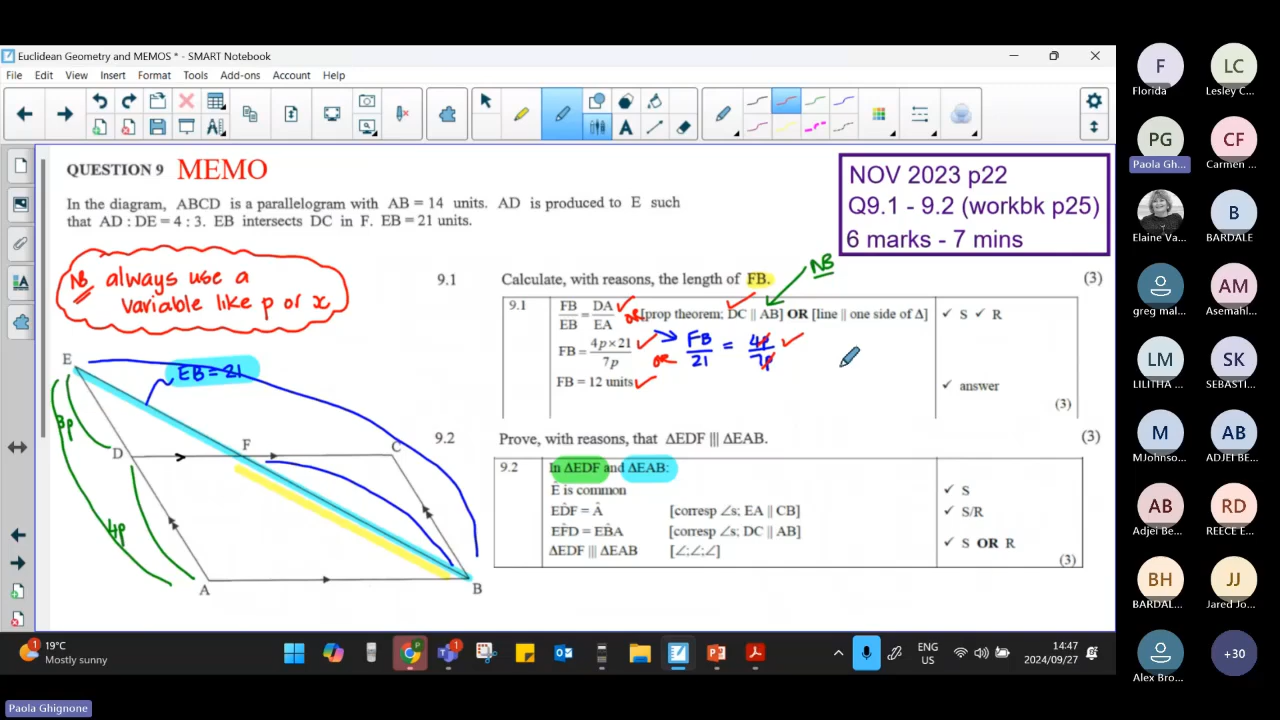 Euclidean Geometry and MEMOS * - SMART Notebook
File Edit View Insert Format Tools Add-ons Account Help
QUESTION 9 MEMO
In the diagram, ABCD is a parallelogram with AB = 14 units. AD is produced to E such
that AD : DE = 4 : 3. EB intersects DC in F. EB = 21 units.
NOV 2023 p22
Q9.1 - 9.2 (workbk p25)
6 marks - 7 mins
NB always use a
variable like p or x
NB
9.1 Calculate, with reasons, the length of FB. (3)
9.1 FB/EB = DA/EA OR [prop theorem; DC || AB] OR [line || one side of Δ] ✓ S ✓ R
FB = 4p×21/7p OR FB/21 = 4p/7p
FB = 12 units ✓ answer
(3)
9.2 Prove, with reasons, that ΔEDF ||| ΔEAB. (3)
9.2 In ΔEDF and ΔEAB:
Ê is common ✓ S
ED̂F = Â [corresp ∠s; EA || CB] ✓ S/R
EF̂D = EB̂A [corresp ∠s; DC || AB] ✓ S OR R
ΔEDF ||| ΔEAB [∠;∠;∠]
(3)
E
EB = 21
3p
D
F
C
4p
A
B
F
Florida
LC
Lesley C...
PG
Paola Gh...
CF
Carmen ...
Elaine Va...
B
BARDALE
greg mal...
AM
Asemahl...
LM
LILITHA ...
SK
SEBASTI...
M
MJohnso...
AB
ADJEI BE...
AB
Adjei Be...
RD
REECE E...
BH
BARDAL...
JJ
Jared Jo...
Alex Bro...
+30
1
19°C
Mostly sunny
1
ENG
US
14:47
2024/09/27
Paola Ghignone